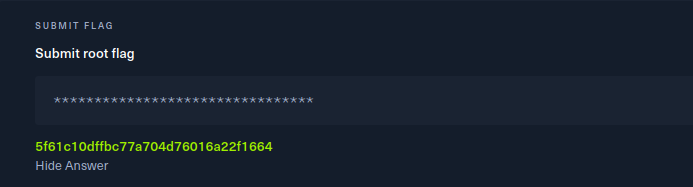 SUBMIT FLAG
Submit root flag
********************************
5f61c10dffbc77a704d76016a22f1664
Hide Answer